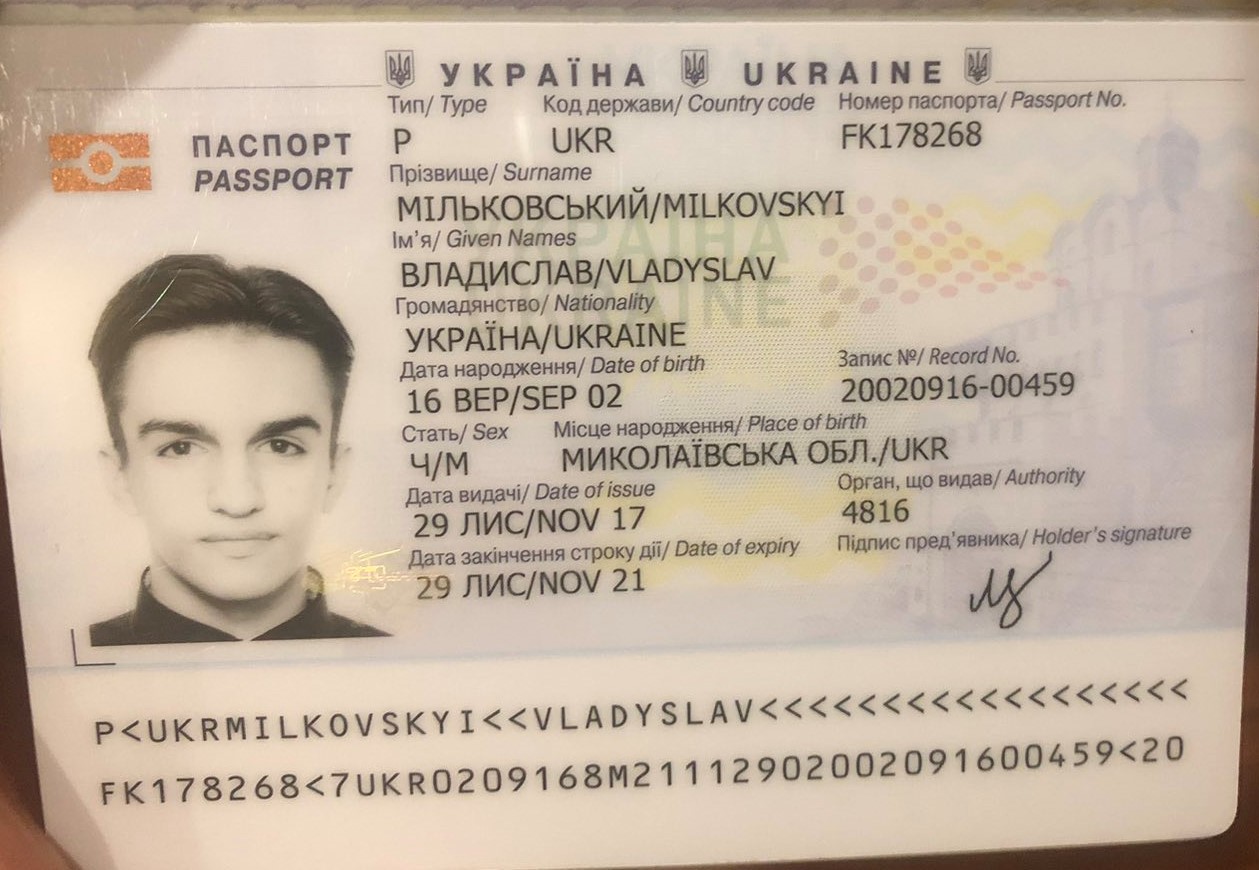 УКРАЇНА UKRAINE
Тип/ Type Код держави/ Country code Номер паспорта/ Passport No.
ПАСПОРТ P UKR FK178268
PASSPORT
Прізвище/ Surname
МІЛЬКОВСЬКИЙ/MILKOVSKYI
Ім'я/ Given Names
ВЛАДИСЛАВ/VLADYSLAV
Громадянство/ Nationality
УКРАЇНА/UKRAINE
Дата народження/ Date of birth Запис №/ Record No.
16 ВЕР/SEP 02 20020916-00459
Стать/ Sex Місце народження/ Place of birth
Ч/M МИКОЛАЇВСЬКА ОБЛ./UKR
Дата видачі/ Date of issue Орган, що видав/ Authority
29 ЛИС/NOV 17 4816
Дата закінчення строку дії/ Date of expiry Підпис пред'явника/ Holder's signature
29 ЛИС/NOV 21
P<UKRMILKOVSKYI<<VLADYSLAV<<<<<<<<<<<<<<<<<<
FK178268<7UKR0209168M21112902002091600459<20